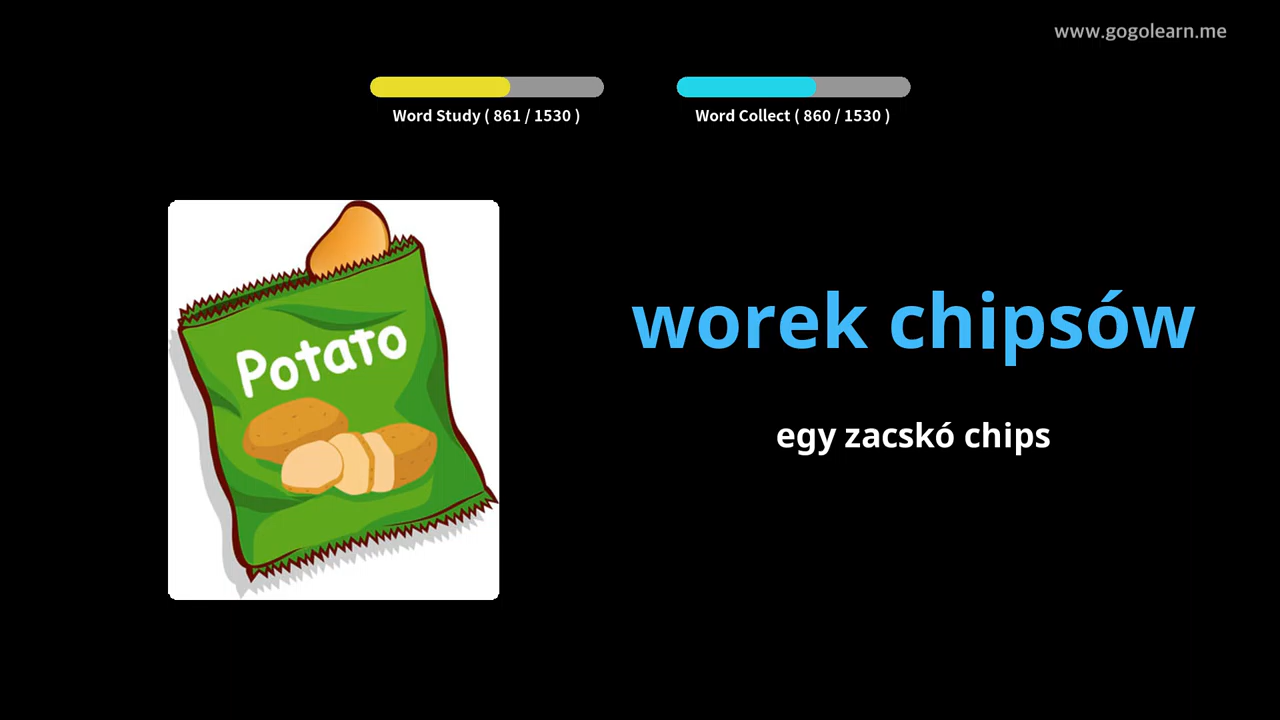 www.gogolearn.me
Word Study ( 861 / 1530 )
Word Collect ( 860 / 1530 )
Potato
worek chipsów
egy zacskó chips